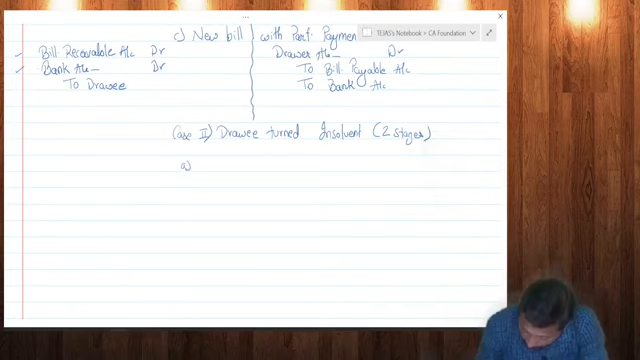 c) New bill with Part Paymen
TEJAS's Notebook > CA Foundation
Bill Receivable A/c Dr
Bank A/c Dr
To Drawee
Drawer A/c Dr
To Bill Payable A/c
To Bank A/c
Case II) Drawee turned Insolvent (2 stages)
a)